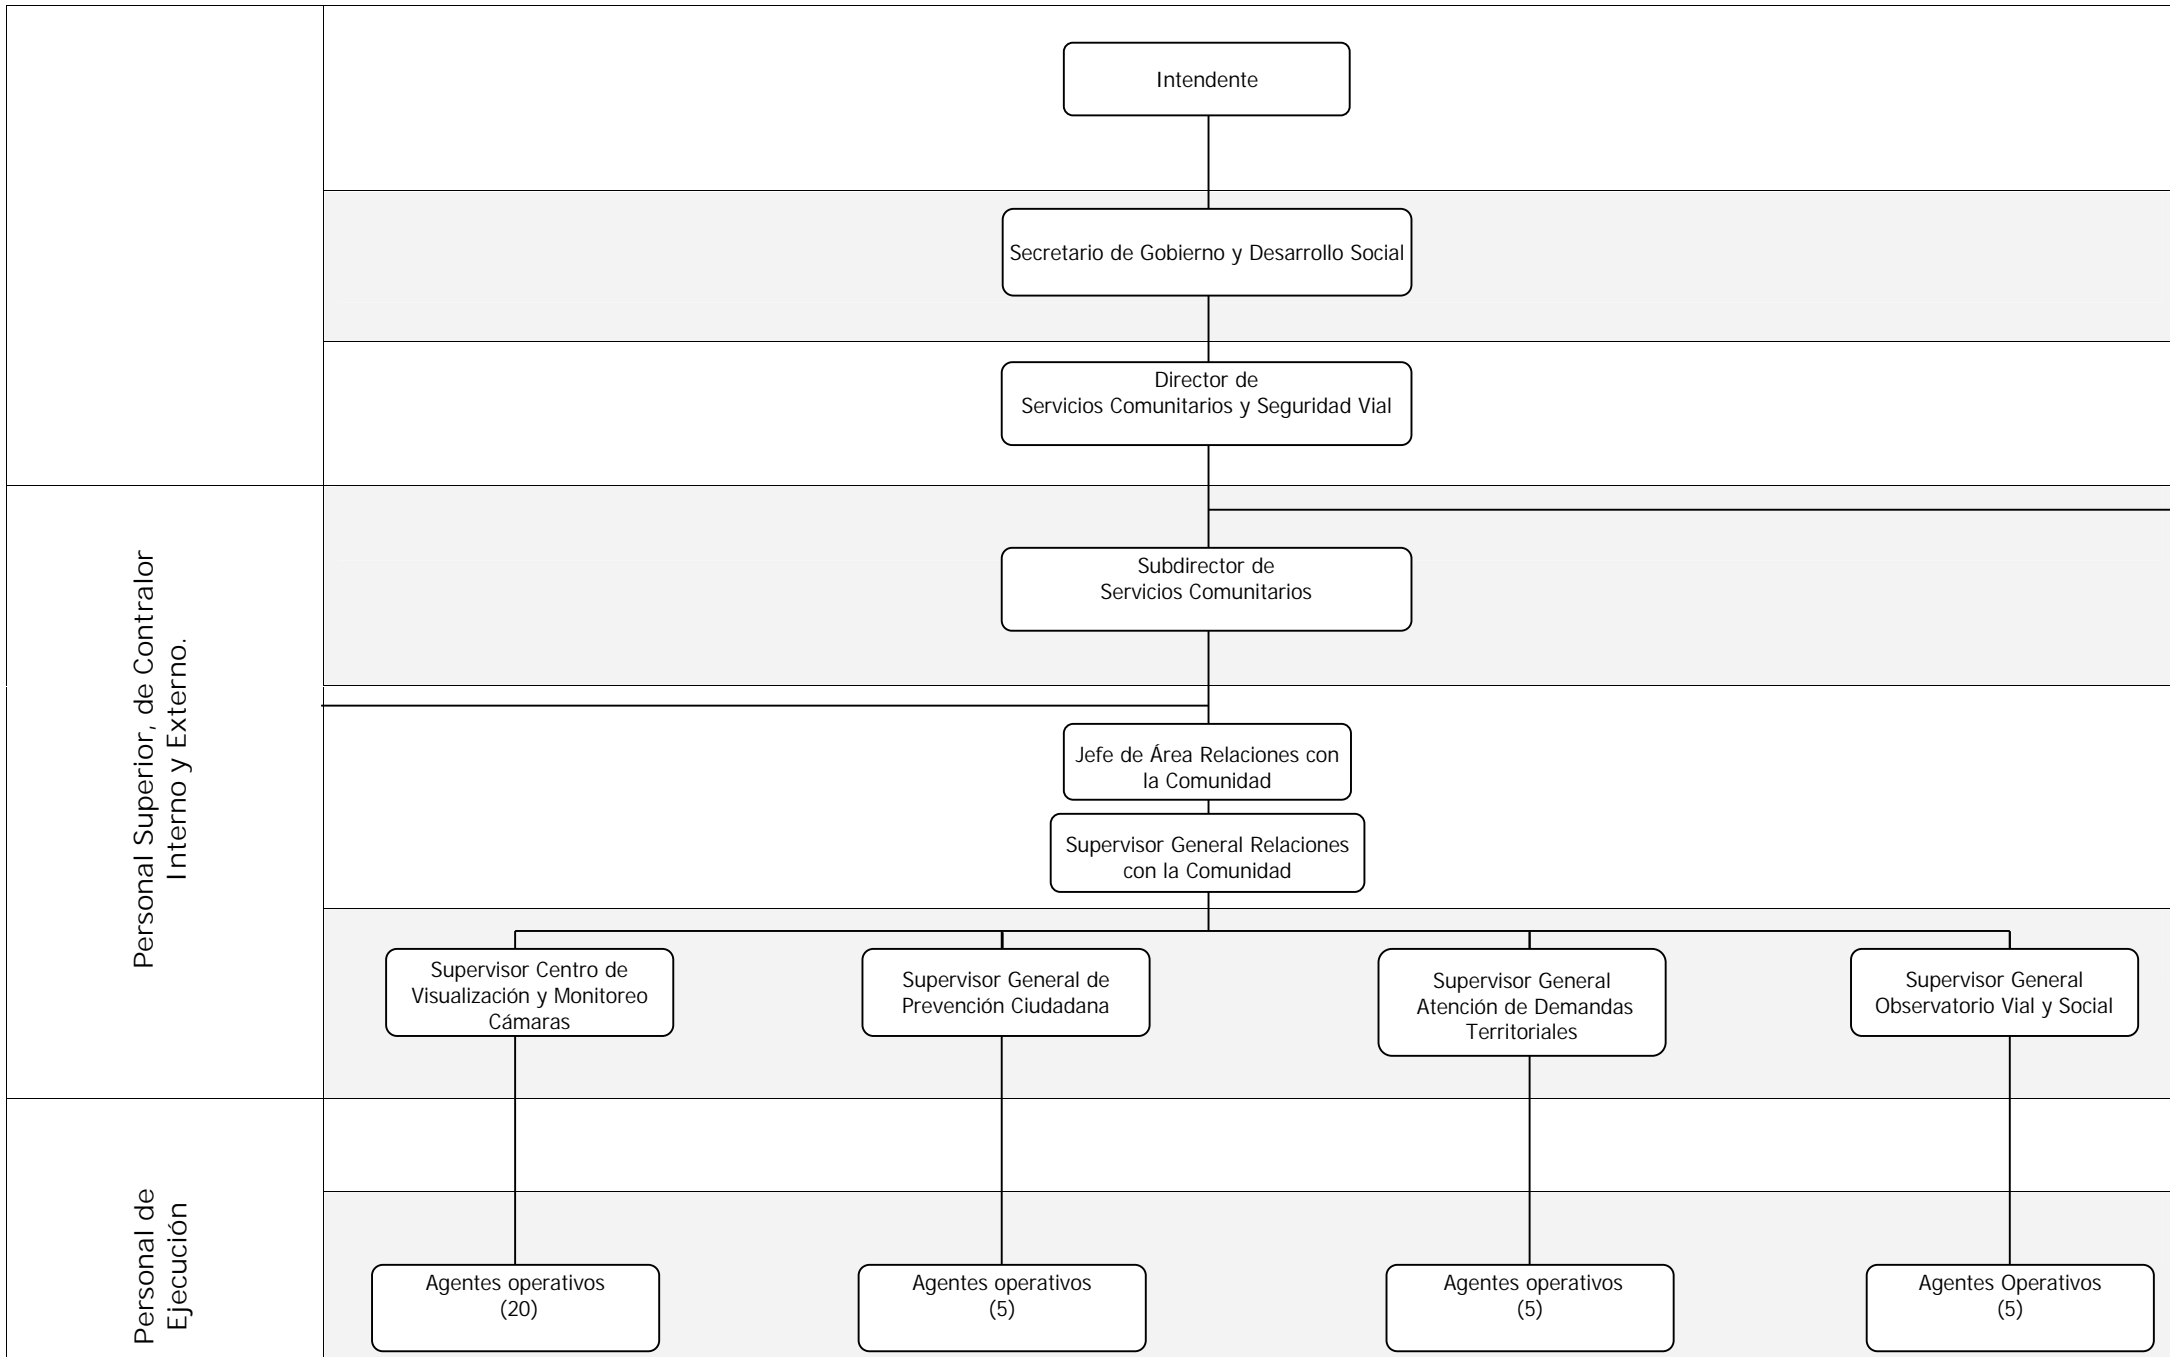 Intendente
Secretario de Gobierno y Desarrollo Social
Director de
Servicios Comunitarios y Seguridad Vial
Personal Superior, de Contralor
Interno y Externo.
Subdirector de
Servicios Comunitarios
Jefe de Área Relaciones con
la Comunidad
Supervisor General Relaciones
con la Comunidad
Supervisor Centro de
Visualización y Monitoreo
Cámaras
Supervisor General de
Prevención Ciudadana
Supervisor General
Atención de Demandas
Territoriales
Supervisor General
Observatorio Vial y Social
Personal de
Ejecución
Agentes operativos
(20)
Agentes operativos
(5)
Agentes operativos
(5)
Agentes Operativos
(5)